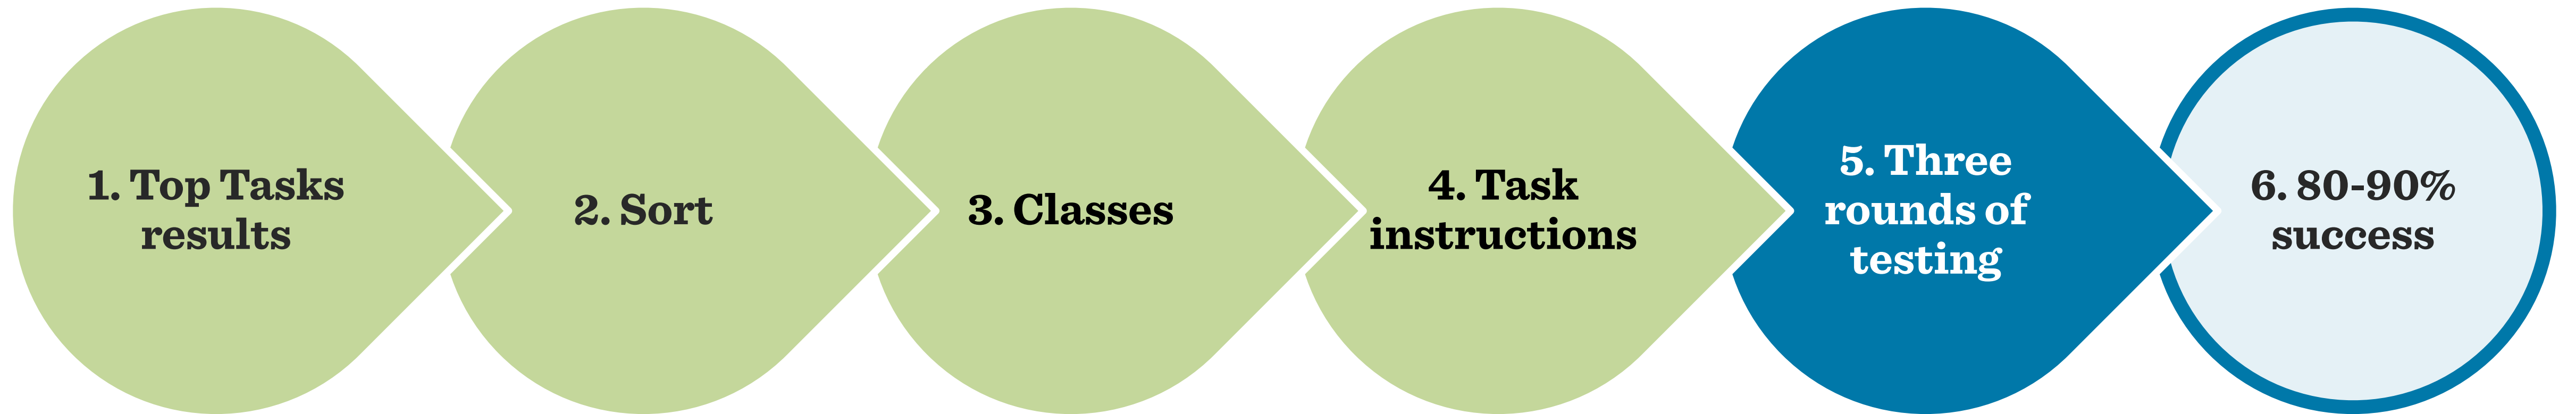 1. Top Tasks
results
2. Sort
3. Classes
4. Task
instructions
5. Three
rounds of
testing
6. 80-90%
success